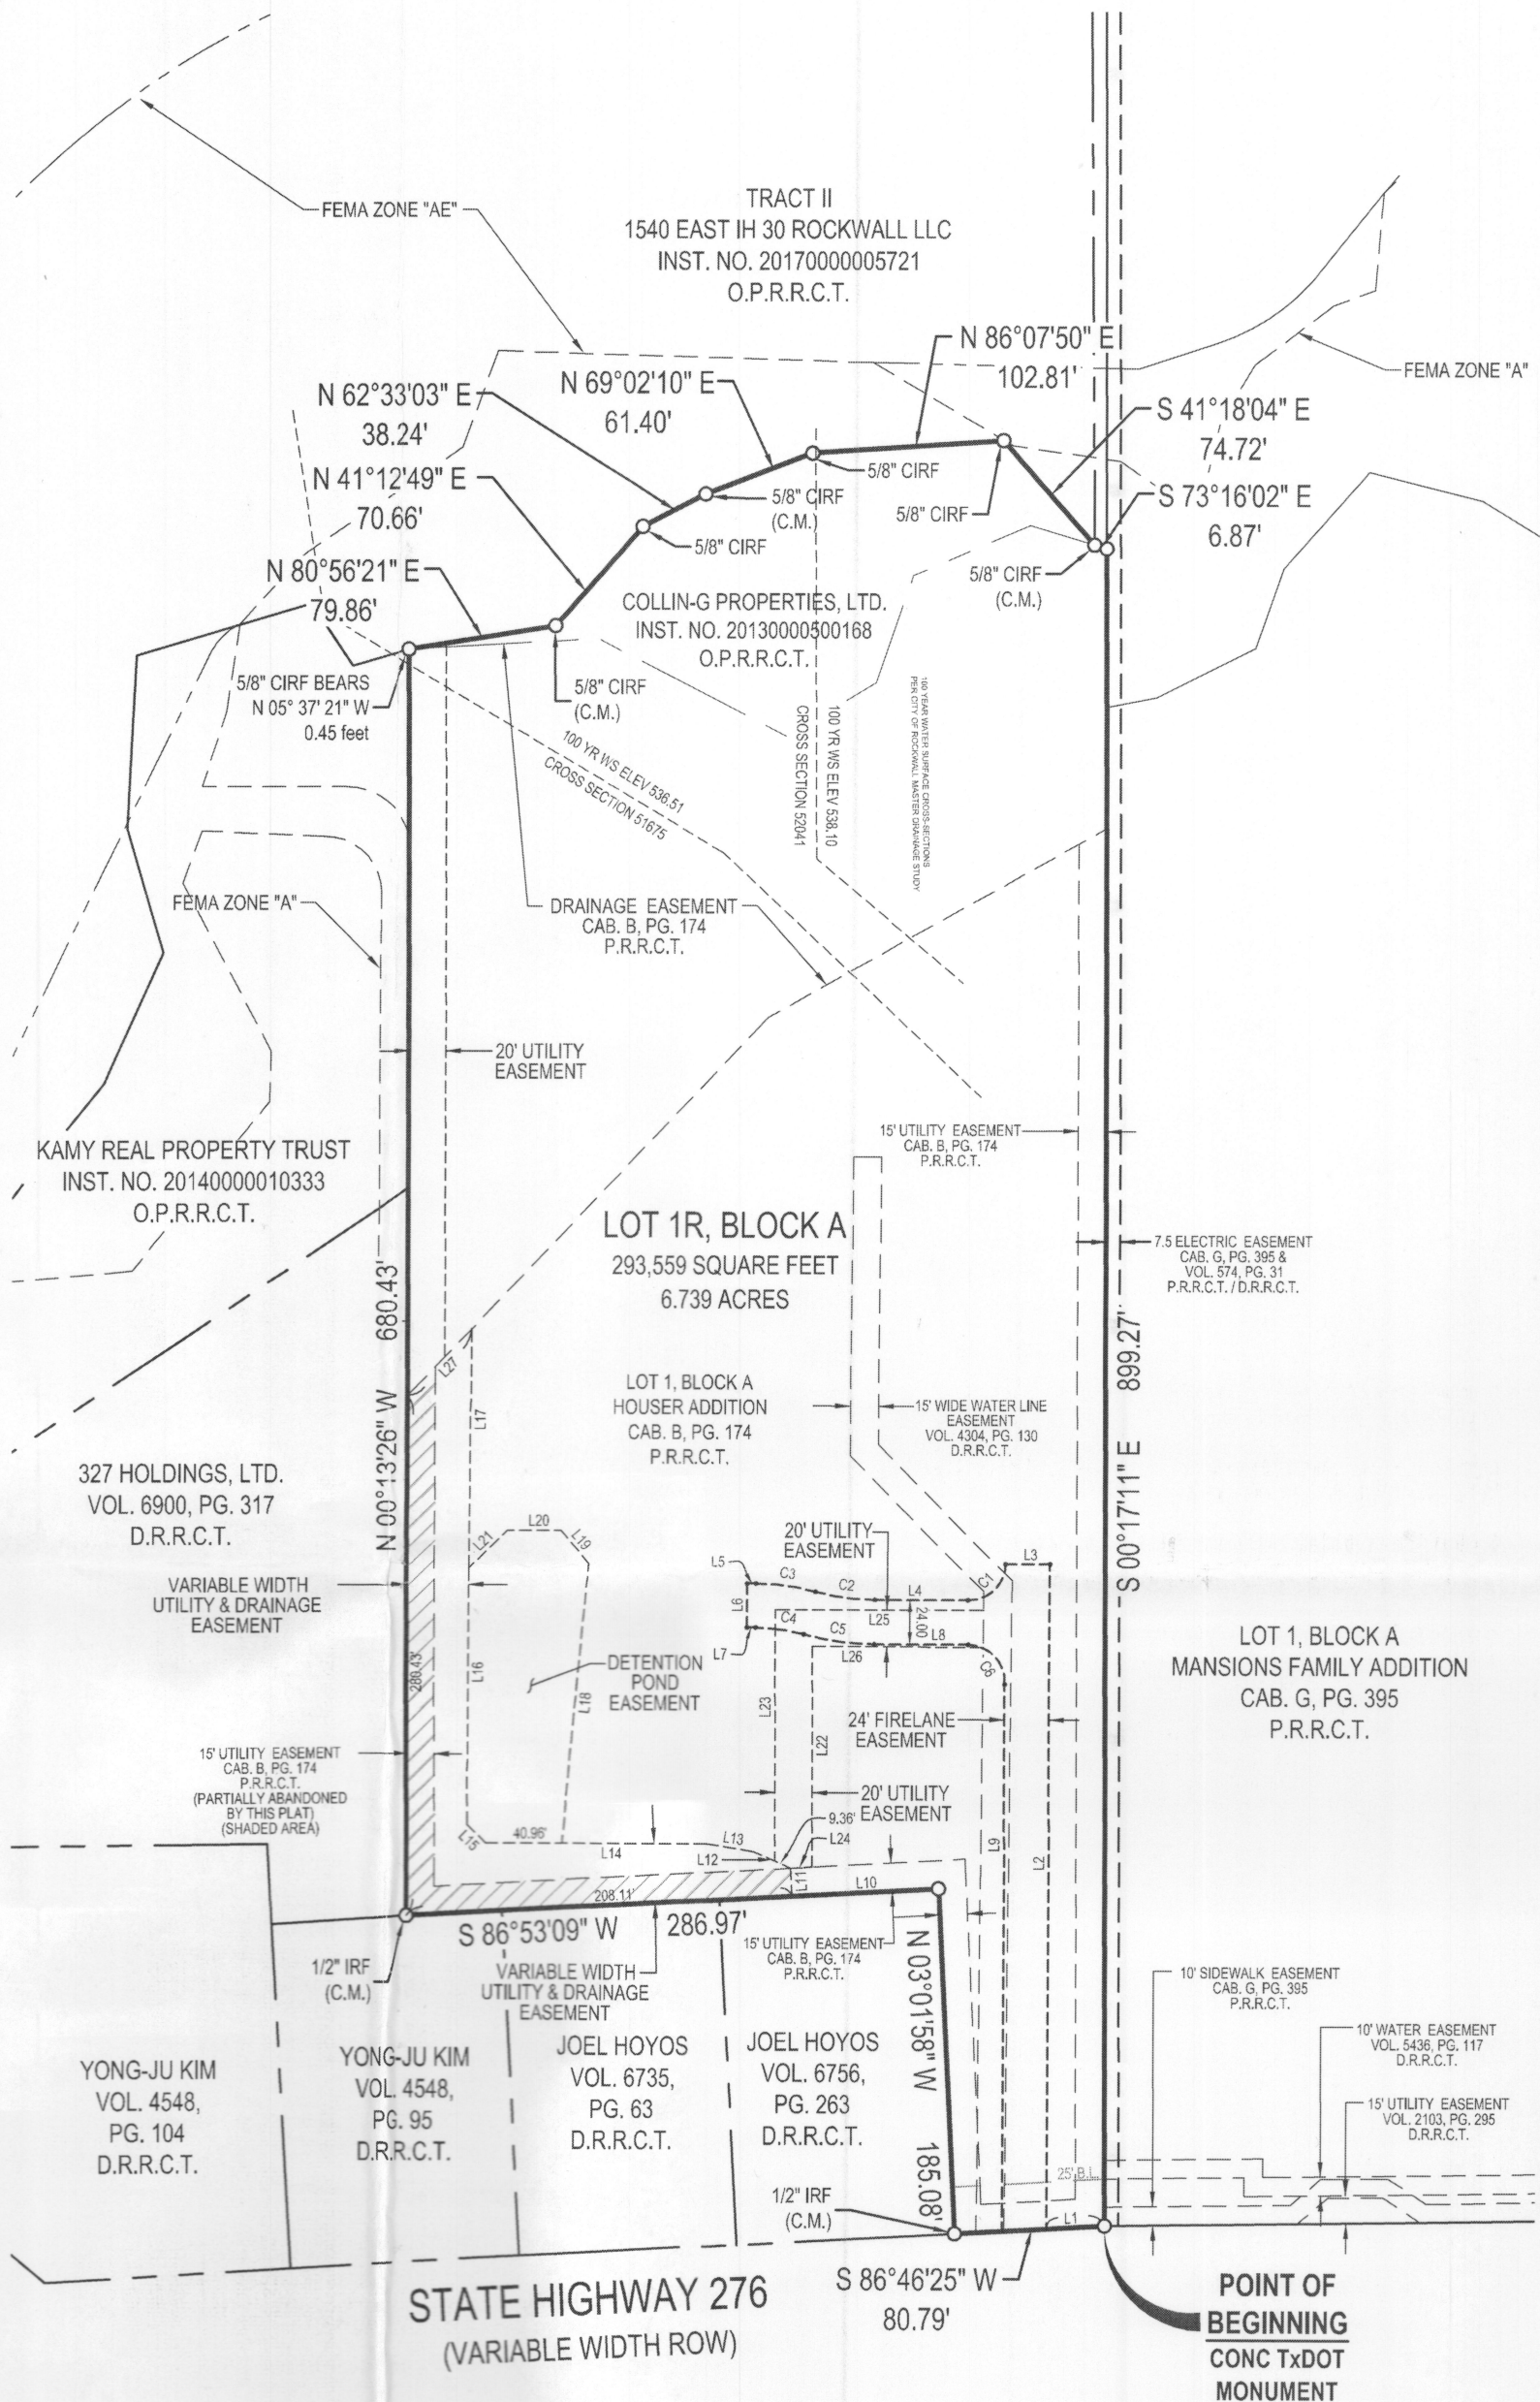 FEMA ZONE "AE"
TRACT II
1540 EAST IH 30 ROCKWALL LLC
INST. NO. 20170000005721
O.P.R.R.C.T.
N 86°07'50" E
102.81'
FEMA ZONE "A"
N 62°33'03" E
38.24'
N 69°02'10" E
61.40'
S 41°18'04" E
74.72'
N 41°12'49" E
70.66'
5/8" CIRF
5/8" CIRF
(C.M.)
5/8" CIRF
S 73°16'02" E
6.87'
5/8" CIRF
N 80°56'21" E
79.86'
5/8" CIRF
(C.M.)
COLLIN-G PROPERTIES, LTD.
INST. NO. 20130000500168
O.P.R.R.C.T.
5/8" CIRF BEARS
N 05° 37' 21" W
0.45 feet
5/8" CIRF
(C.M.)
100 YR WS ELEV 536.51
CROSS SECTION 51675
100 YR WS ELEV 538.10
CROSS SECTION 52041
100 YEAR WATER SURFACE CROSS-SECTIONS
PER CITY OF ROCKWALL MASTER DRAINAGE STUDY
FEMA ZONE "A"
DRAINAGE EASEMENT
CAB. B, PG. 174
P.R.R.C.T.
20' UTILITY
EASEMENT
15' UTILITY EASEMENT
CAB. B, PG. 174
P.R.R.C.T.
KAMY REAL PROPERTY TRUST
INST. NO. 20140000010333
O.P.R.R.C.T.
LOT 1R, BLOCK A
293,559 SQUARE FEET
6.739 ACRES
7.5 ELECTRIC EASEMENT
CAB. G, PG. 395 &
VOL. 574, PG. 31
P.R.R.C.T. / D.R.R.C.T.
N 00°13'26" W 680.43'
S 00°17'11" E 899.27'
L27
L17
LOT 1, BLOCK A
HOUSER ADDITION
CAB. B, PG. 174
P.R.R.C.T.
15' WIDE WATER LINE
EASEMENT
VOL. 4304, PG. 130
D.R.R.C.T.
327 HOLDINGS, LTD.
VOL. 6900, PG. 317
D.R.R.C.T.
L20
L21
L19
20' UTILITY
EASEMENT
L3
L5
C3
C2
L4
C1
VARIABLE WIDTH
UTILITY & DRAINAGE
EASEMENT
L6
L25
24.00
C4
C5
L8
L7
L26
C6
LOT 1, BLOCK A
MANSIONS FAMILY ADDITION
CAB. G, PG. 395
P.R.R.C.T.
280.43'
L16
DETENTION
POND
EASEMENT
L18
L23
L22
24' FIRELANE
EASEMENT
15' UTILITY EASEMENT
CAB. B, PG. 174
P.R.R.C.T.
(PARTIALLY ABANDONED
BY THIS PLAT)
(SHADED AREA)
20' UTILITY
EASEMENT
9.36'
L15
40.96'
L14
L13
L12
L24
L9
L2
L11
L10
208.11'
S 86°53'09" W 286.97'
1/2" IRF
(C.M.)
VARIABLE WIDTH
UTILITY & DRAINAGE
EASEMENT
15' UTILITY EASEMENT
CAB. B, PG. 174
P.R.R.C.T.
N 03°01'58" W 185.08'
10' SIDEWALK EASEMENT
CAB. G, PG. 395
P.R.R.C.T.
10' WATER EASEMENT
VOL. 5436, PG. 117
D.R.R.C.T.
15' UTILITY EASEMENT
VOL. 2103, PG. 295
D.R.R.C.T.
YONG-JU KIM
VOL. 4548,
PG. 104
D.R.R.C.T.
YONG-JU KIM
VOL. 4548,
PG. 95
D.R.R.C.T.
JOEL HOYOS
VOL. 6735,
PG. 63
D.R.R.C.T.
JOEL HOYOS
VOL. 6756,
PG. 263
D.R.R.C.T.
25' B.L.
1/2" IRF
(C.M.)
L1
STATE HIGHWAY 276
(VARIABLE WIDTH ROW)
S 86°46'25" W
80.79'
POINT OF
BEGINNING
CONC TxDOT
MONUMENT